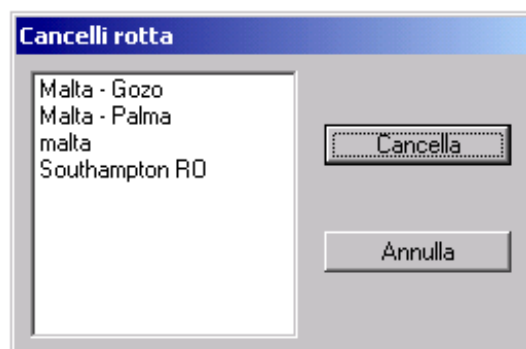 Cancelli rotta
Malta - Gozo
Malta - Palma
malta
Southampton RO
Cancella
Annulla